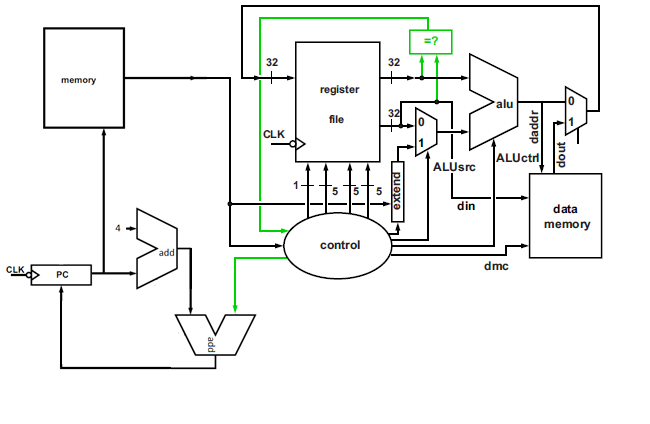 memory
32
register
file
CLK
1
5
5
5
=?
32
32
0
1
ALUsrc
extend
alu
ALUctrl
daddr
dout
0
1
din
data
memory
dmc
control
4
add
CLK
PC
add